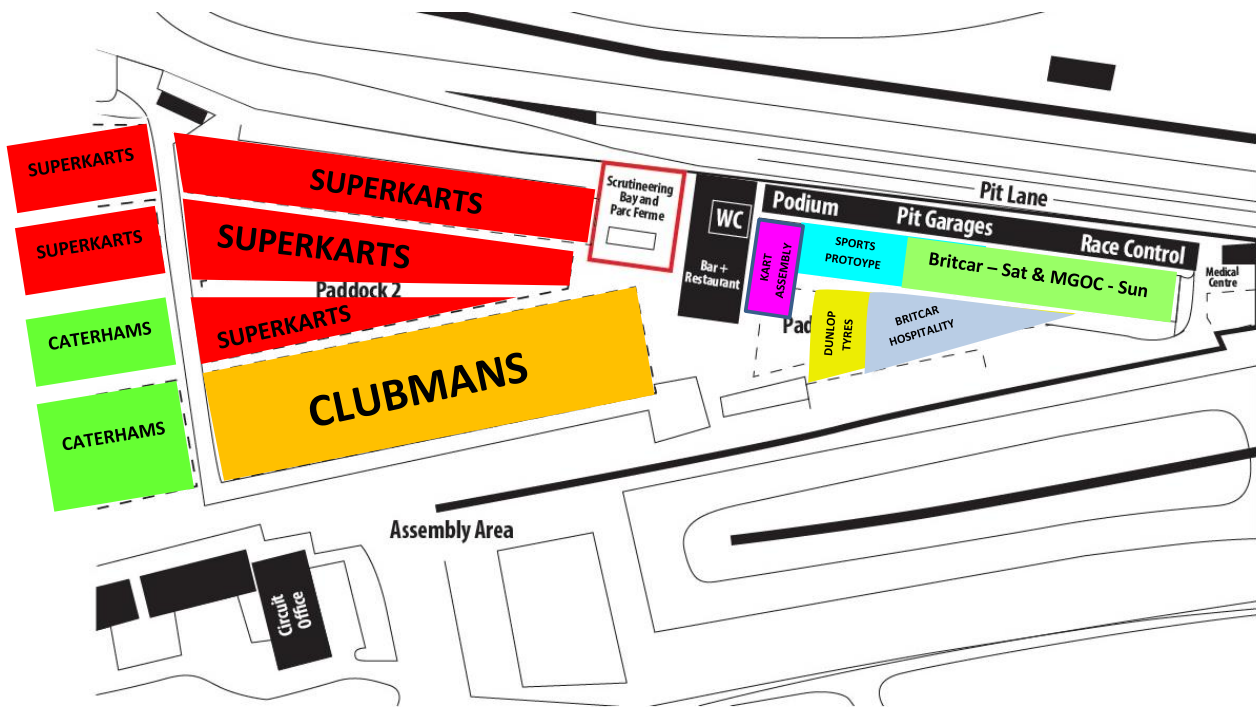 SUPERKARTS
SUPERKARTS
CATERHAMS
CATERHAMS
SUPERKARTS
SUPERKARTS
Paddock 2
SUPERKARTS
CLUBMANS
Scrutineering
Bay and
Parc Ferme
WC
Bar +
Restaurant
Pit Lane
Podium
Pit Garages
Race Control
KART
ASSEMBLY
SPORTS
PROTOYPE
Britcar – Sat & MGOC - Sun
Medical
Centre
Pad
DUNLOP
TYRES
BRITCAR
HOSPITALITY
Assembly Area
Circuit
Office